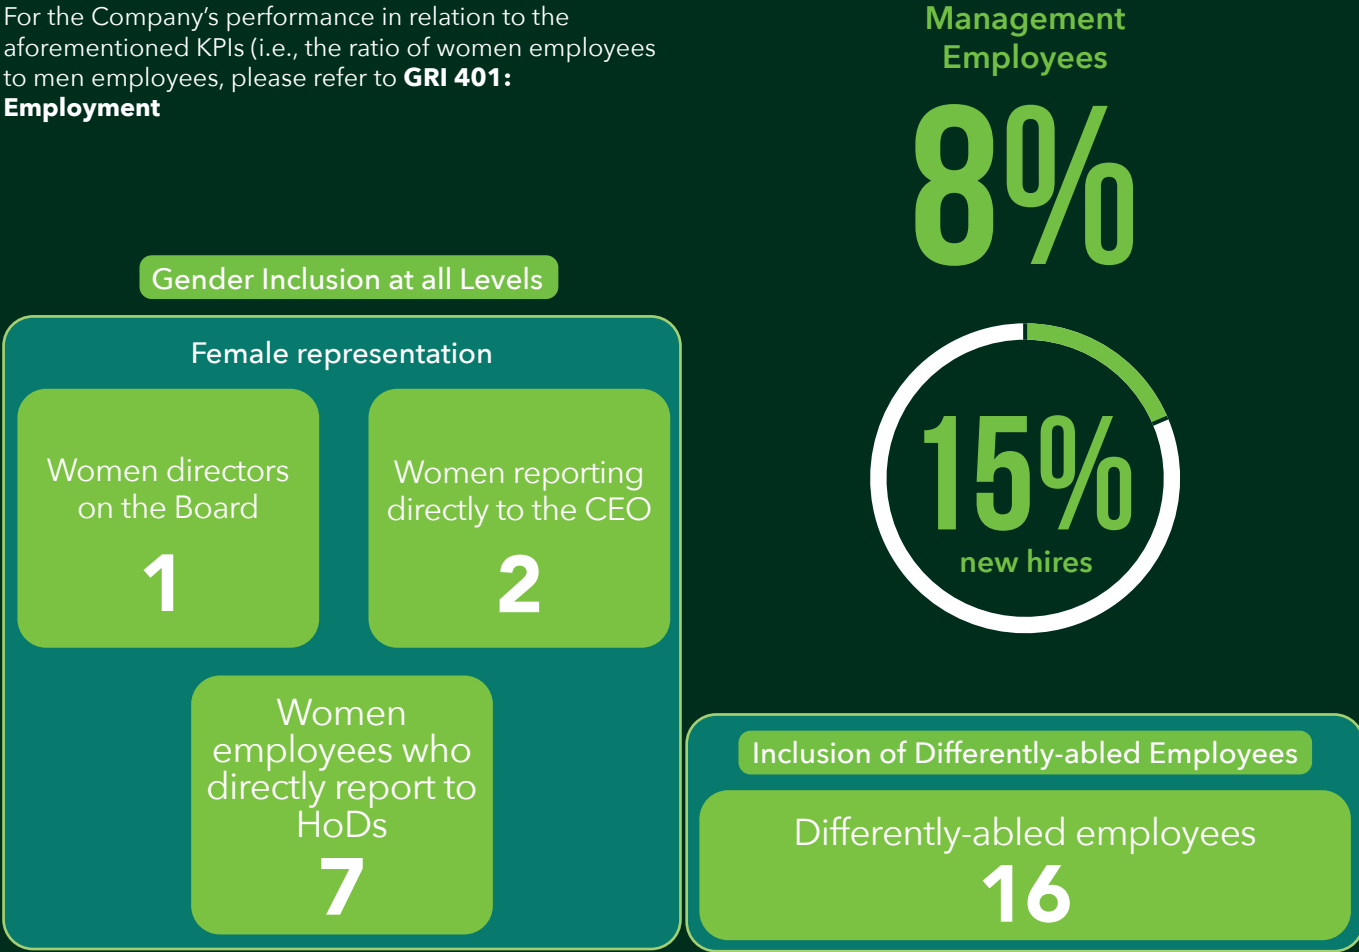 For the Company’s performance in relation to the
aforementioned KPIs (i.e., the ratio of women employees
to men employees, please refer to GRI 401:
Employment
Gender Inclusion at all Levels
Female representation
Women directors
on the Board
1
Women reporting
directly to the CEO
2
Women
employees who
directly report to
HoDs
7
Management
Employees
8%
15%
new hires
Inclusion of Differently-abled Employees
Differently-abled employees
16